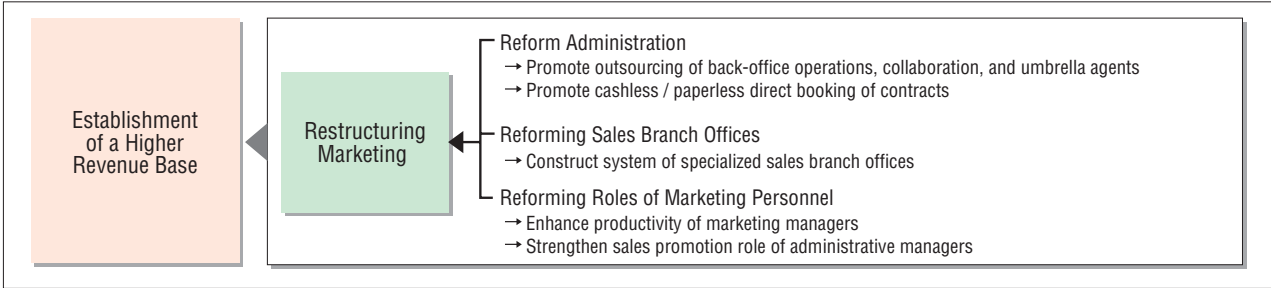 Establishment
of a Higher
Revenue Base
Restructuring
Marketing
Reform Administration
→ Promote outsourcing of back-office operations, collaboration, and umbrella agents
→ Promote cashless / paperless direct booking of contracts
Reforming Sales Branch Offices
→ Construct system of specialized sales branch offices
Reforming Roles of Marketing Personnel
→ Enhance productivity of marketing managers
→ Strengthen sales promotion role of administrative managers